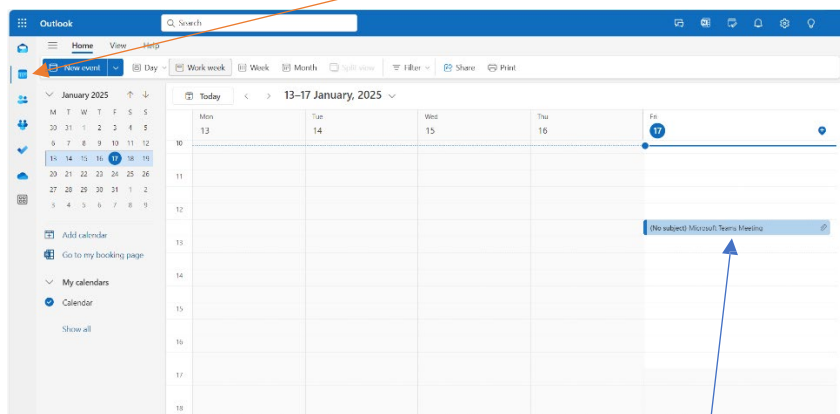 Outlook
Search
Home View Help
New event Day Work week Week Month Split view Filter Share Print
January 2025
M T W T F S S
30 31 1 2 3 4 5
6 7 8 9 10 11 12
13 14 15 16 17 18 19
20 21 22 23 24 25 26
27 28 29 30 31 1 2
3 4 5 6 7 8 9
Add calendar
Go to my booking page
My calendars
Calendar
Show all
Today 13–17 January, 2025
Mon Tue Wed Thu Fri
13 14 15 16 17
10
11
12
(No subject) Microsoft Teams Meeting
13
14
15
16
17
18